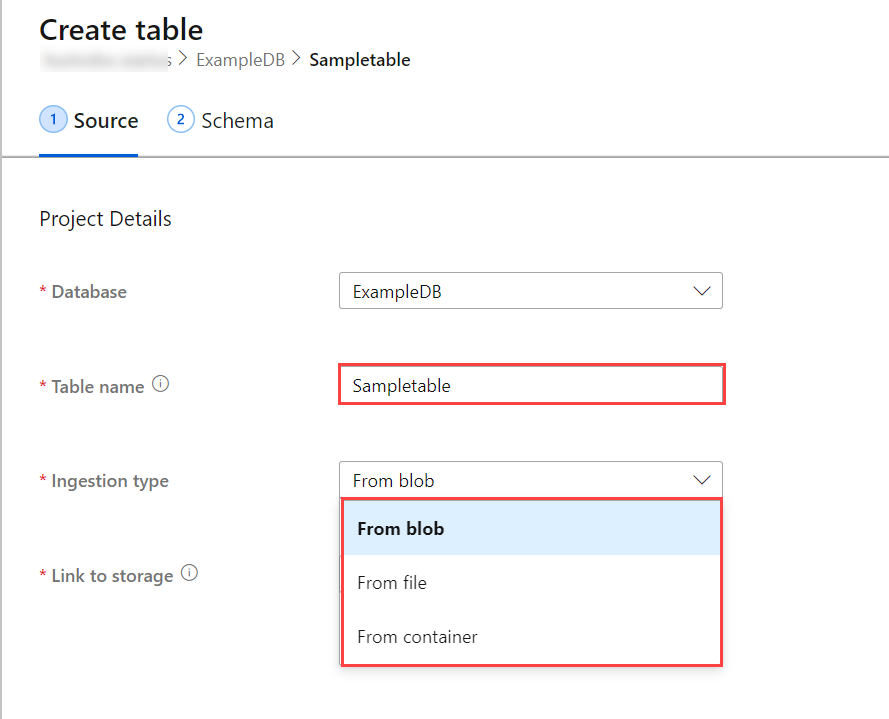 Create table
ExampleDB > Sampletable
1 Source 2 Schema
Project Details
* Database ExampleDB
* Table name Sampletable
* Ingestion type From blob
From blob
* Link to storage
From file
From container